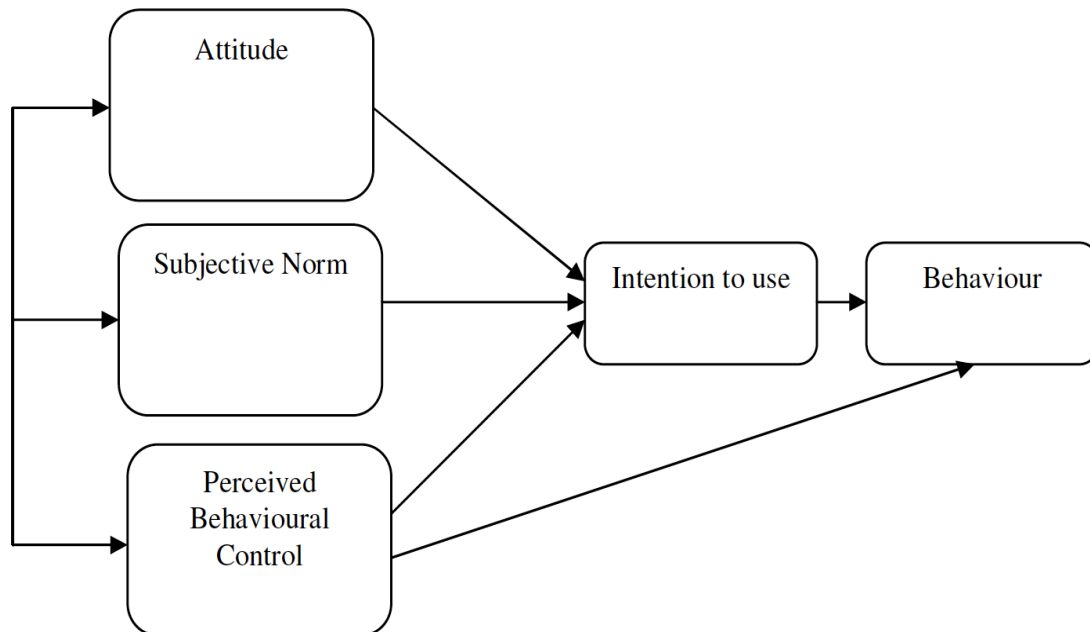 Attitude
Subjective Norm
Intention to use
Behaviour
Perceived
Behavioural
Control